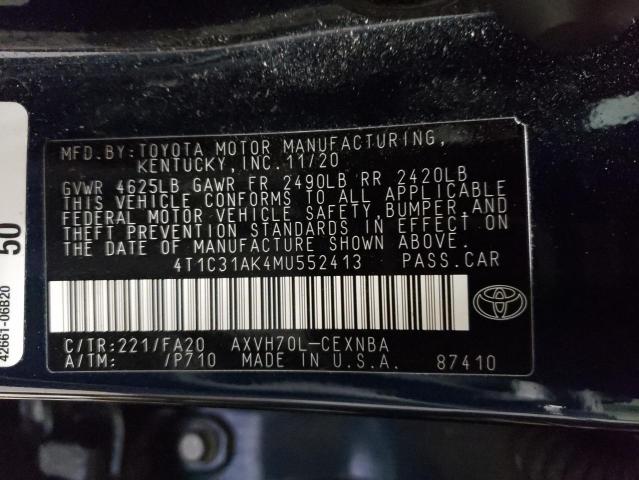 MFD.BY:TOYOTA MOTOR MANUFACTURING,
KENTUCKY,INC.11/20
GVWR 4625LB GAWR FR 2490LB RR 2420LB
THIS VEHICLE CONFORMS TO ALL APPLICABLE
FEDERAL MOTOR VEHICLE SAFETY,BUMPER,AND
THEFT PREVENTION STANDARDS IN EFFECT ON
THE DATE OF MANUFACTURE SHOWN ABOVE.
4T1C31AK4MU552413 PASS.CAR
C/TR:221/FA20 AXVH70L-CEXNBA
A/TM: /P710 MADE IN U.S.A. 87410
50
42661-06B20